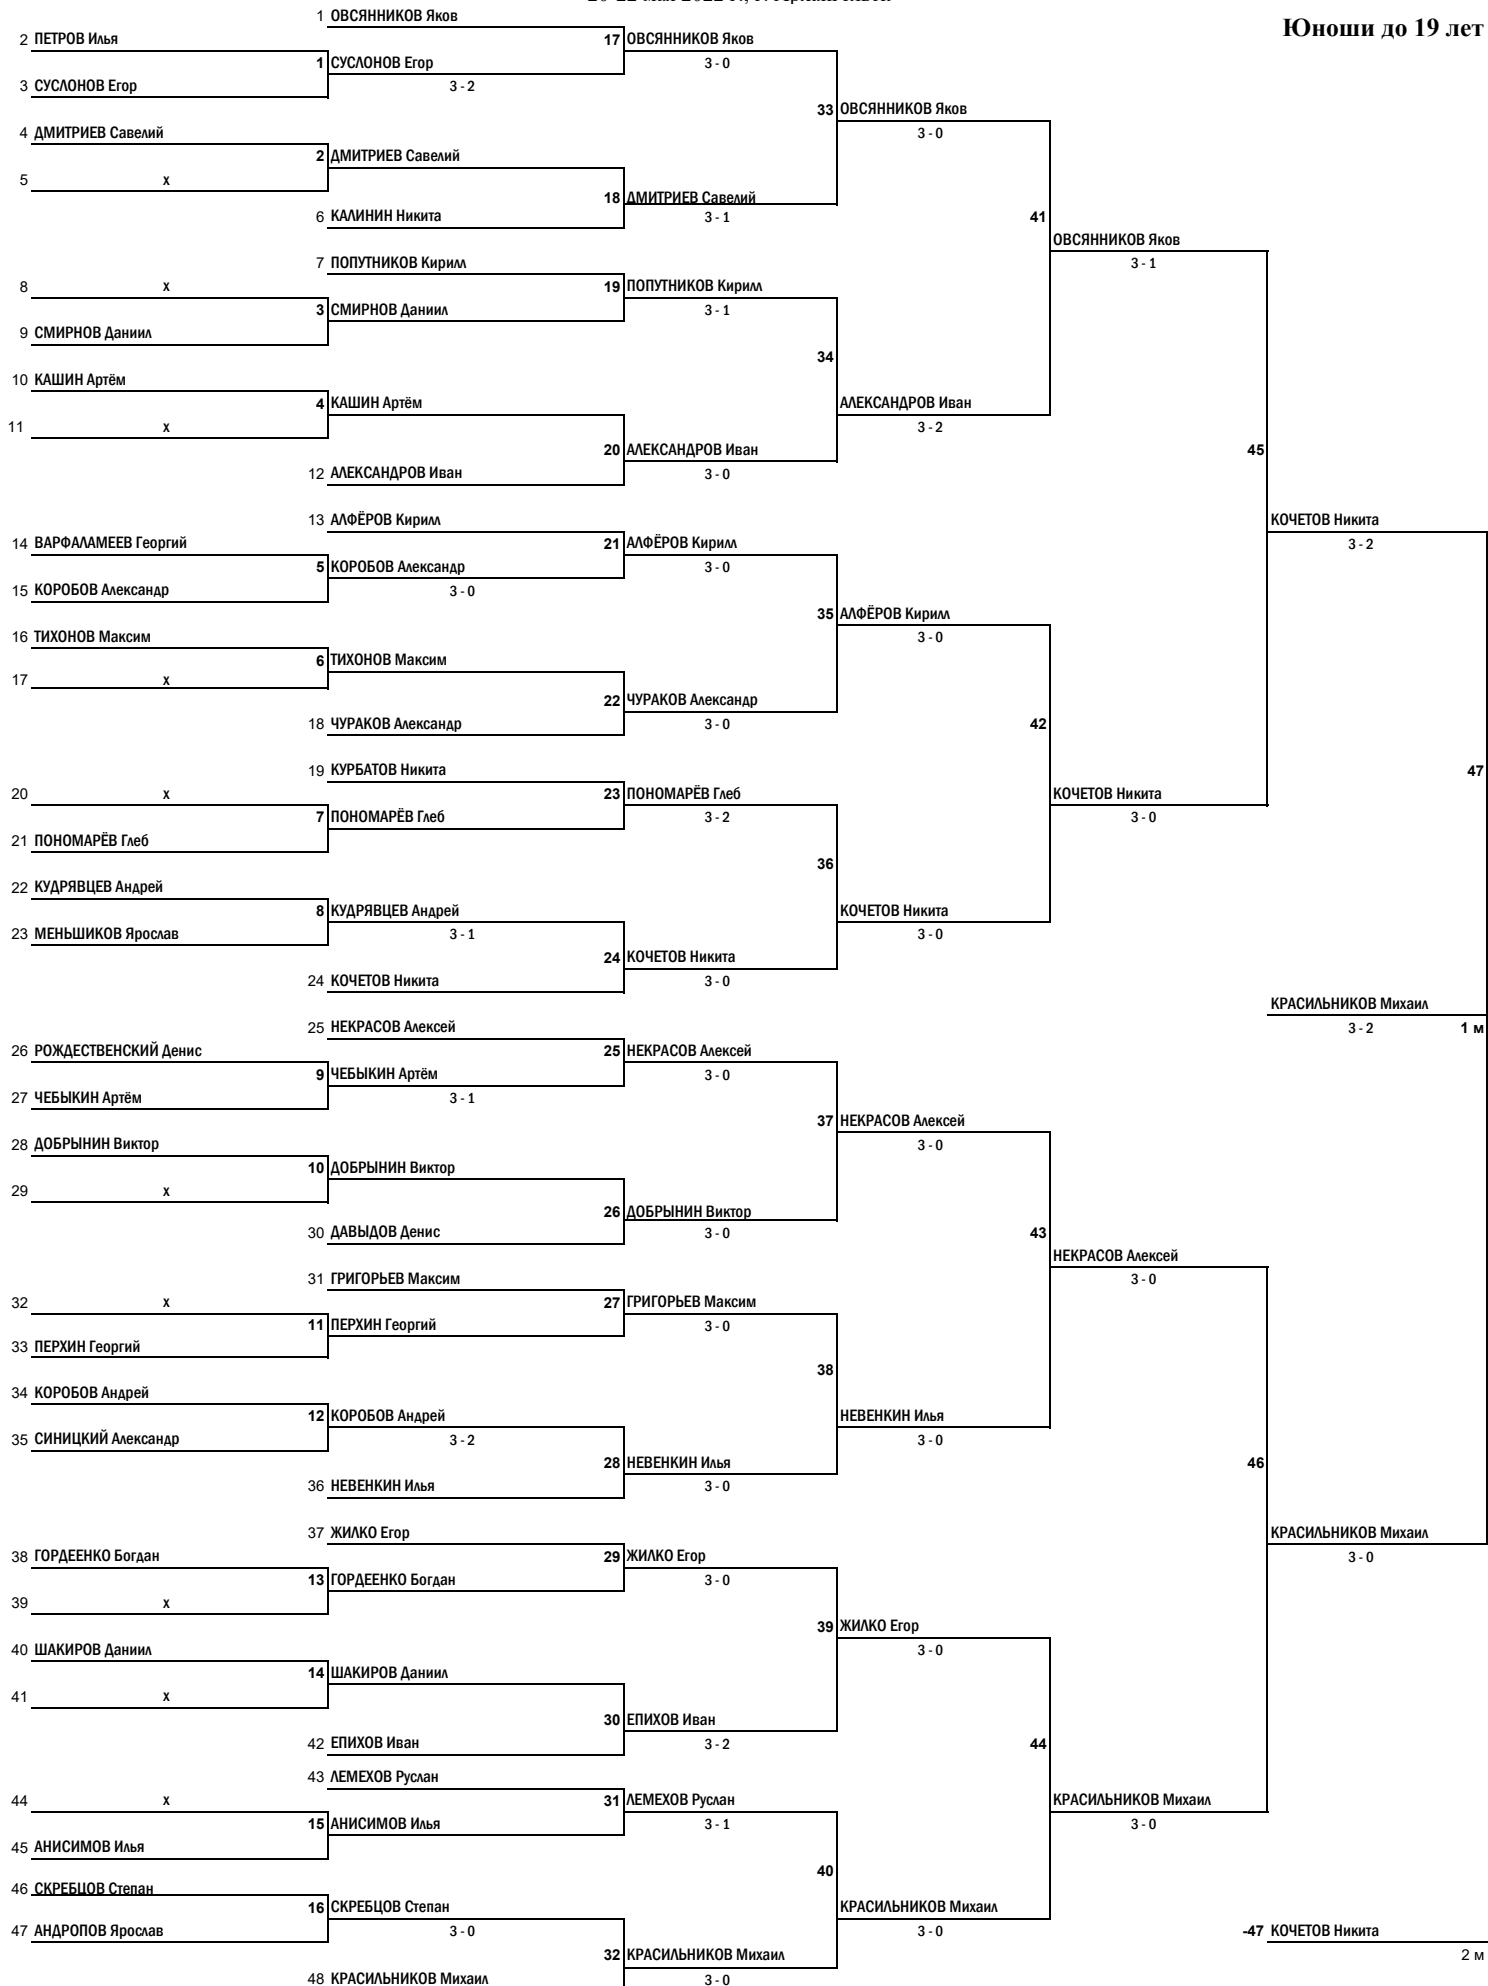 1 ОВСЯННИКОВ Яков
Юноши до 19 лет
2 ПЕТРОВ Илья
17 ОВСЯННИКОВ Яков
1 СУСЛОНОВ Егор
3 - 0
3 СУСЛОНОВ Егор
3 - 2
33 ОВСЯННИКОВ Яков
4 ДМИТРИЕВ Савелий
3 - 0
2 ДМИТРИЕВ Савелий
5 х
18 ДМИТРИЕВ Савелий
6 КАЛИНИН Никита
3 - 1
41
ОВСЯННИКОВ Яков
7 ПОПУТНИКОВ Кирилл
3 - 1
8 х
19 ПОПУТНИКОВ Кирилл
3 СМИРНОВ Даниил
3 - 1
9 СМИРНОВ Даниил
34
10 КАШИН Артём
4 КАШИН Артём
АЛЕКСАНДРОВ Иван
11 х
3 - 2
20 АЛЕКСАНДРОВ Иван
45
12 АЛЕКСАНДРОВ Иван
3 - 0
13 АЛФЁРОВ Кирилл
КОЧЕТОВ Никита
14 ВАРФАЛАМЕЕВ Георгий
21 АЛФЁРОВ Кирилл
3 - 2
5 КОРОБОВ Александр
3 - 0
15 КОРОБОВ Александр
3 - 0
35 АЛФЁРОВ Кирилл
16 ТИХОНОВ Максим
3 - 0
6 ТИХОНОВ Максим
17 х
22 ЧУРАКОВ Александр
18 ЧУРАКОВ Александр
3 - 0
42
19 КУРБАТОВ Никита
47
20 х
23 ПОНОМАРЁВ Глеб
КОЧЕТОВ Никита
7 ПОНОМАРЁВ Глеб
3 - 2
3 - 0
21 ПОНОМАРЁВ Глеб
36
22 КУДРЯВЦЕВ Андрей
8 КУДРЯВЦЕВ Андрей
КОЧЕТОВ Никита
23 МЕНЬШИКОВ Ярослав
3 - 1
3 - 0
24 КОЧЕТОВ Никита
24 КОЧЕТОВ Никита
3 - 0
КРАСИЛЬНИКОВ Михаил
25 НЕКРАСОВ Алексей
3 - 2
1 м
26 РОЖДЕСТВЕНСКИЙ Денис
25 НЕКРАСОВ Алексей
9 ЧЕБЫКИН Артём
3 - 0
27 ЧЕБЫКИН Артём
3 - 1
37 НЕКРАСОВ Алексей
28 ДОБРЫНИН Виктор
3 - 0
10 ДОБРЫНИН Виктор
29 х
26 ДОБРЫНИН Виктор
30 ДАВЫДОВ Денис
3 - 0
43
НЕКРАСОВ Алексей
31 ГРИГОРЬЕВ Максим
3 - 0
32 х
27 ГРИГОРЬЕВ Максим
11 ПЕРХИН Георгий
3 - 0
33 ПЕРХИН Георгий
38
34 КОРОБОВ Андрей
12 КОРОБОВ Андрей
НЕВЕНКИН Илья
35 СИНИЦКИЙ Александр
3 - 2
3 - 0
28 НЕВЕНКИН Илья
46
36 НЕВЕНКИН Илья
3 - 0
37 ЖИЛКО Егор
КРАСИЛЬНИКОВ Михаил
38 ГОРДЕЕНКО Богдан
29 ЖИЛКО Егор
3 - 0
13 ГОРДЕЕНКО Богдан
3 - 0
39 х
39 ЖИЛКО Егор
40 ШАКИРОВ Даниил
3 - 0
14 ШАКИРОВ Даниил
41 х
30 ЕПИХОВ Иван
42 ЕПИХОВ Иван
3 - 2
44
43 ЛЕМЕХОВ Руслан
44 х
31 ЛЕМЕХОВ Руслан
КРАСИЛЬНИКОВ Михаил
15 АНИСИМОВ Илья
3 - 1
3 - 0
45 АНИСИМОВ Илья
40
46 СКРЕБЦОВ Степан
16 СКРЕБЦОВ Степан
КРАСИЛЬНИКОВ Михаил
47 АНДРОПОВ Ярослав
3 - 0
3 - 0
-47 КОЧЕТОВ Никита
32 КРАСИЛЬНИКОВ Михаил
2 м
48 КРАСИЛЬНИКОВ Михаил
3 - 0